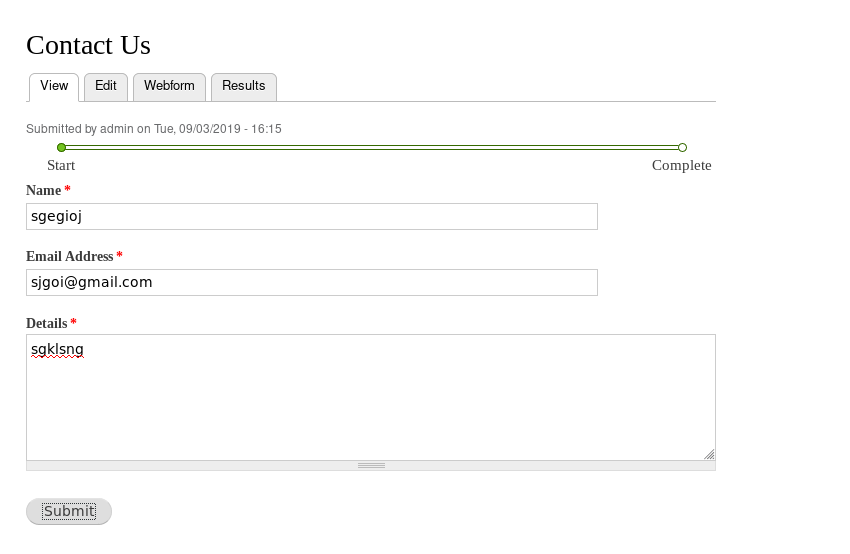 Contact Us
View Edit Webform Results
Submitted by admin on Tue, 09/03/2019 - 16:15
Start Complete
Name *
sgegioj
Email Address *
sjgoi@gmail.com
Details *
sgklsng
Submit